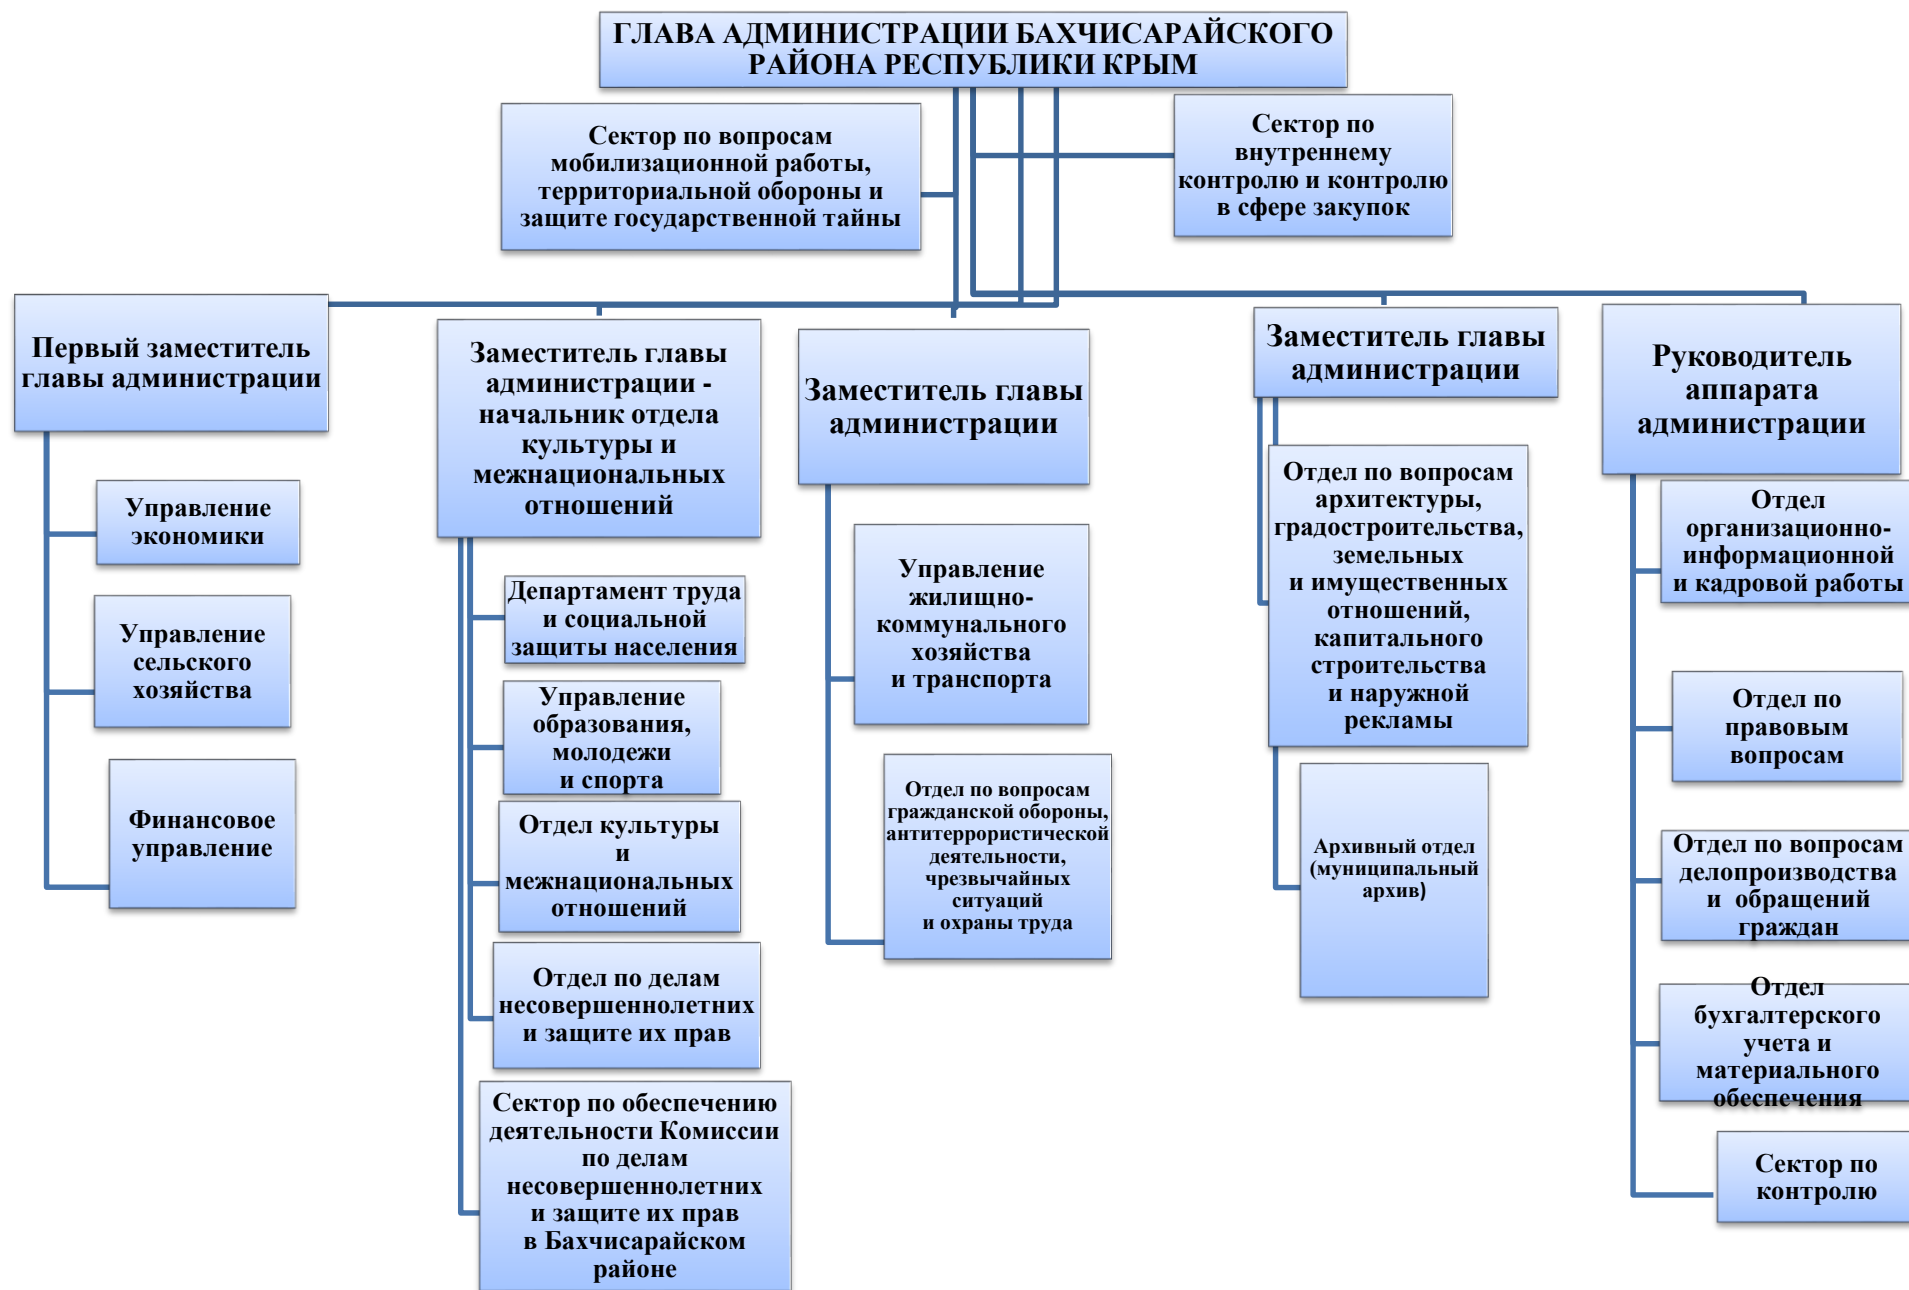 ГЛАВА АДМИНИСТРАЦИИ БАХЧИСАРАЙСКОГО
РАЙОНА РЕСПУБЛИКИ КРЫМ
Сектор по вопросам
мобилизационной работы,
территориальной обороны и
защите государственной тайны
Сектор по
внутреннему
контролю и контролю
в сфере закупок
Первый заместитель
главы администрации
Управление
экономики
Управление
сельского
хозяйства
Финансовое
управление
Заместитель главы
администрации -
начальник отдела
культуры и
межнациональных
отношений
Департамент труда
и социальной
защиты населения
Управление
образования,
молодежи
и спорта
Отдел культуры
и
межнациональных
отношений
Отдел по делам
несовершеннолетних
и защите их прав
Сектор по обеспечению
деятельности Комиссии
по делам
несовершеннолетних
и защите их прав
в Бахчисарайском
районе
Заместитель главы
администрации
Управление
жилищно-
коммунального
хозяйства
и транспорта
Отдел по вопросам
гражданской обороны,
антитеррористической
деятельности,
чрезвычайных
ситуаций
и охраны труда
Заместитель главы
администрации
Отдел по вопросам
архитектуры,
градостроительства,
земельных
и имущественных
отношений,
капитального
строительства
и наружной
рекламы
Архивный отдел
(муниципальный
архив)
Руководитель
аппарата
администрации
Отдел
организационно-
информационной
и кадровой работы
Отдел по
правовым
вопросам
Отдел по вопросам
делопроизводства
и обращений
граждан
Отдел
бухгалтерского
учета и
материального
обеспечения
Сектор по
контролю